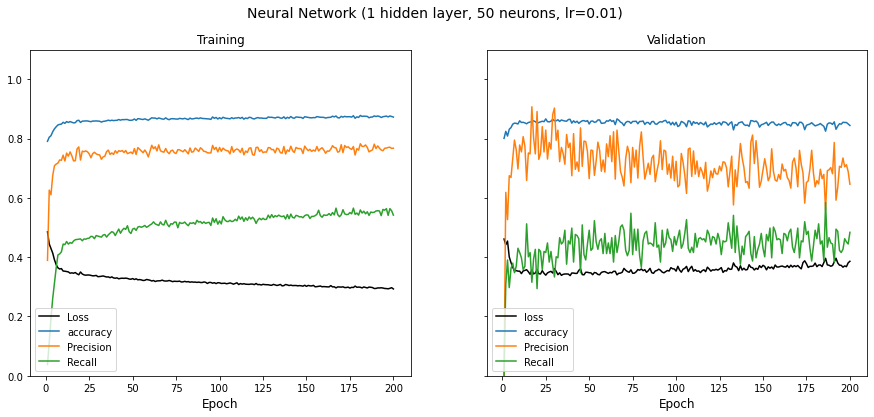 Neural Network (1 hidden layer, 50 neurons, lr=0.01)
Training
Validation
1.0
0.8
0.6
0.4
0.2
0.0
Loss
accuracy
Precision
Recall
0 25 50 75 100 125 150 175 200
Epoch
loss
accuracy
Precision
Recall
0 25 50 75 100 125 150 175 200
Epoch